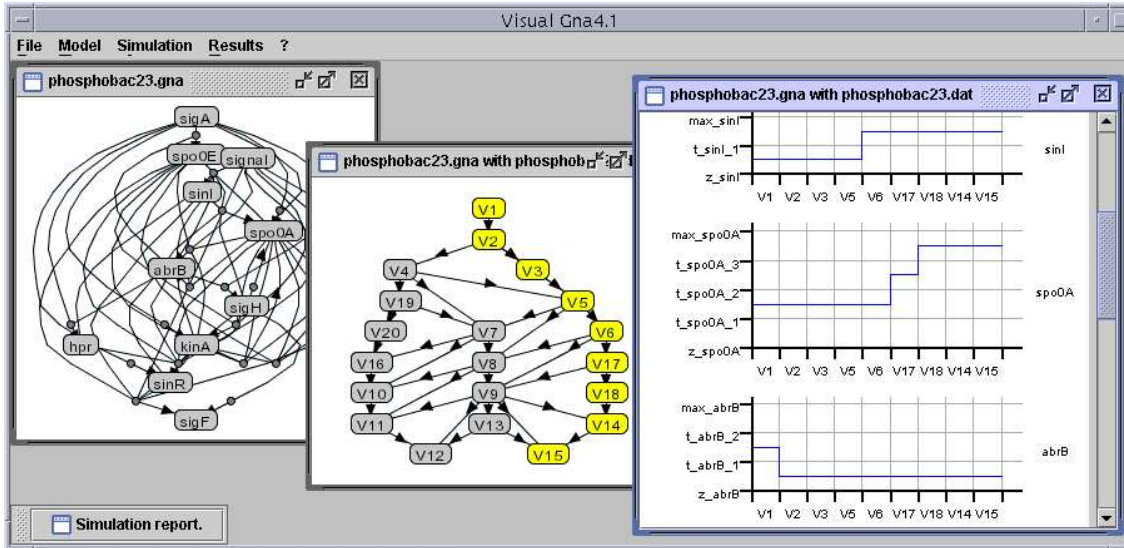 Visual Gna4.1
File Model Simulation Results ?
phosphobac23.gna
sigA
spo0E signal
sinI
spo0A
abrB
sigH
hpr kinA
sinR
sigF
phosphobac23.gna with phosphob
V1
V2
V4 V3
V19 V5
V20 V7 V6
V16 V8 V17
V10 V9 V18
V11 V13 V14
V12 V15
phosphobac23.gna with phosphobac23.dat
max_sinI
t_sinI_1 sinI
z_sinI
V1 V2 V3 V5 V6 V17 V18 V14 V15
max_spo0A
t_spo0A_3
t_spo0A_2 spo0A
t_spo0A_1
z_spo0A
V1 V2 V3 V5 V6 V17 V18 V14 V15
max_abrB
t_abrB_2 abrB
t_abrB_1
z_abrB
V1 V2 V3 V5 V6 V17 V18 V14 V15
Simulation report.